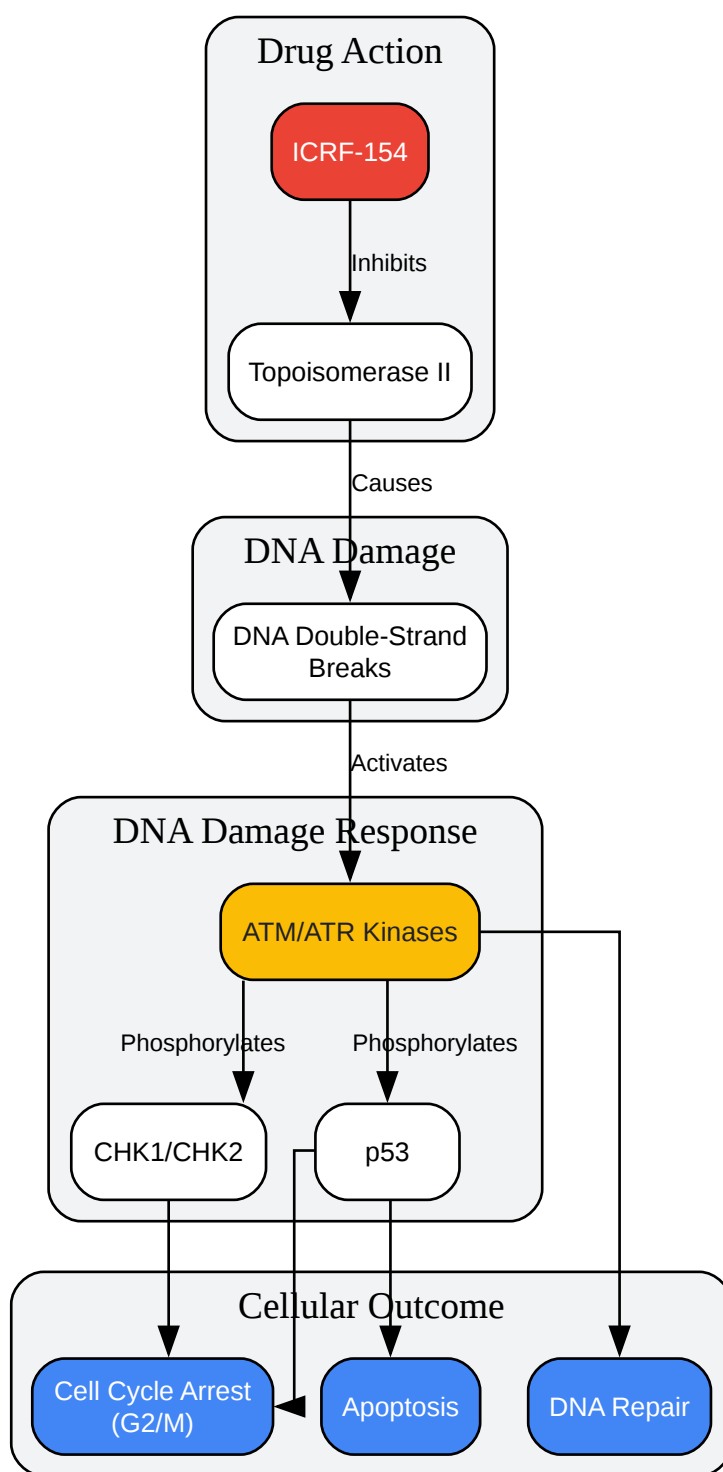 Drug Action
ICRF-154
Inhibits
Topoisomerase II
Causes
DNA Damage
DNA Double-Strand
Breaks
Activates
DNA Damage Response
ATM/ATR Kinases
Phosphorylates
Phosphorylates
CHK1/CHK2
p53
Cellular Outcome
Cell Cycle Arrest
(G2/M)
Apoptosis
DNA Repair